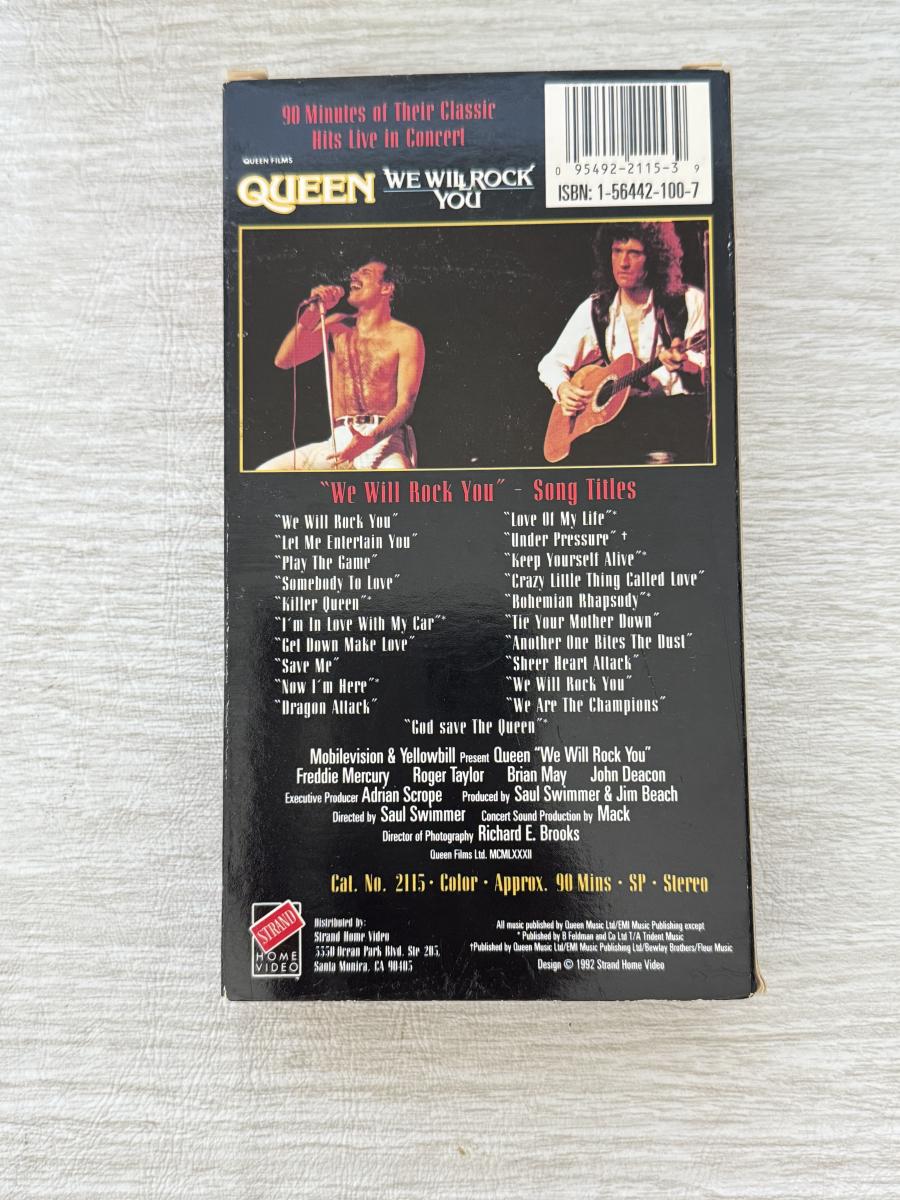 90 Minutes of Their Classic
Hits Live in Concert
0 95492-2115-3 9
ISBN: 1-56442-100-7
QUEEN FILMS
QUEEN WE WILL ROCK YOU
"We Will Rock You" - Song Titles
"We Will Rock You"
"Let Me Entertain You"
"Play The Game"
"Somebody To Love"
"Killer Queen"*
"I'm In Love With My Car"*
"Get Down Make Love"
"Save Me"
"Now I'm Here"*
"Dragon Attack"
"Love Of My Life"*
"Under Pressure" †
"Keep Yourself Alive"*
"Crazy Little Thing Called Love"
"Bohemian Rhapsody"*
"Tie Your Mother Down"
"Another One Bites The Dust"
"Sheer Heart Attack"
"We Will Rock You"
"We Are The Champions"
"God save The Queen"*
Mobilevision & Yellowbill Present Queen "We Will Rock You"
Freddie Mercury Roger Taylor Brian May John Deacon
Executive Producer Adrian Scrope Produced by Saul Swimmer & Jim Beach
Directed by Saul Swimmer Concert Sound Production by Mack
Director of Photography Richard E. Brooks
Queen Films Ltd. MCMLXXXII
Cat. No. 2115 · Color · Approx. 90 Mins · SP · Stereo
STRAND
HOME
VIDEO
Distributed by:
Strand Home Video
3350 Ocean Park Blvd. Ste 205,
Santa Monica, CA 90405
All music published by Queen Music Ltd/EMI Music Publishing except
* Published by B Feldman and Co Ltd T/A Trident Music
†Published by Queen Music Ltd/EMI Music Publishing Ltd/Bewlay Brothers/Fleur Music
Design © 1992 Strand Home Video